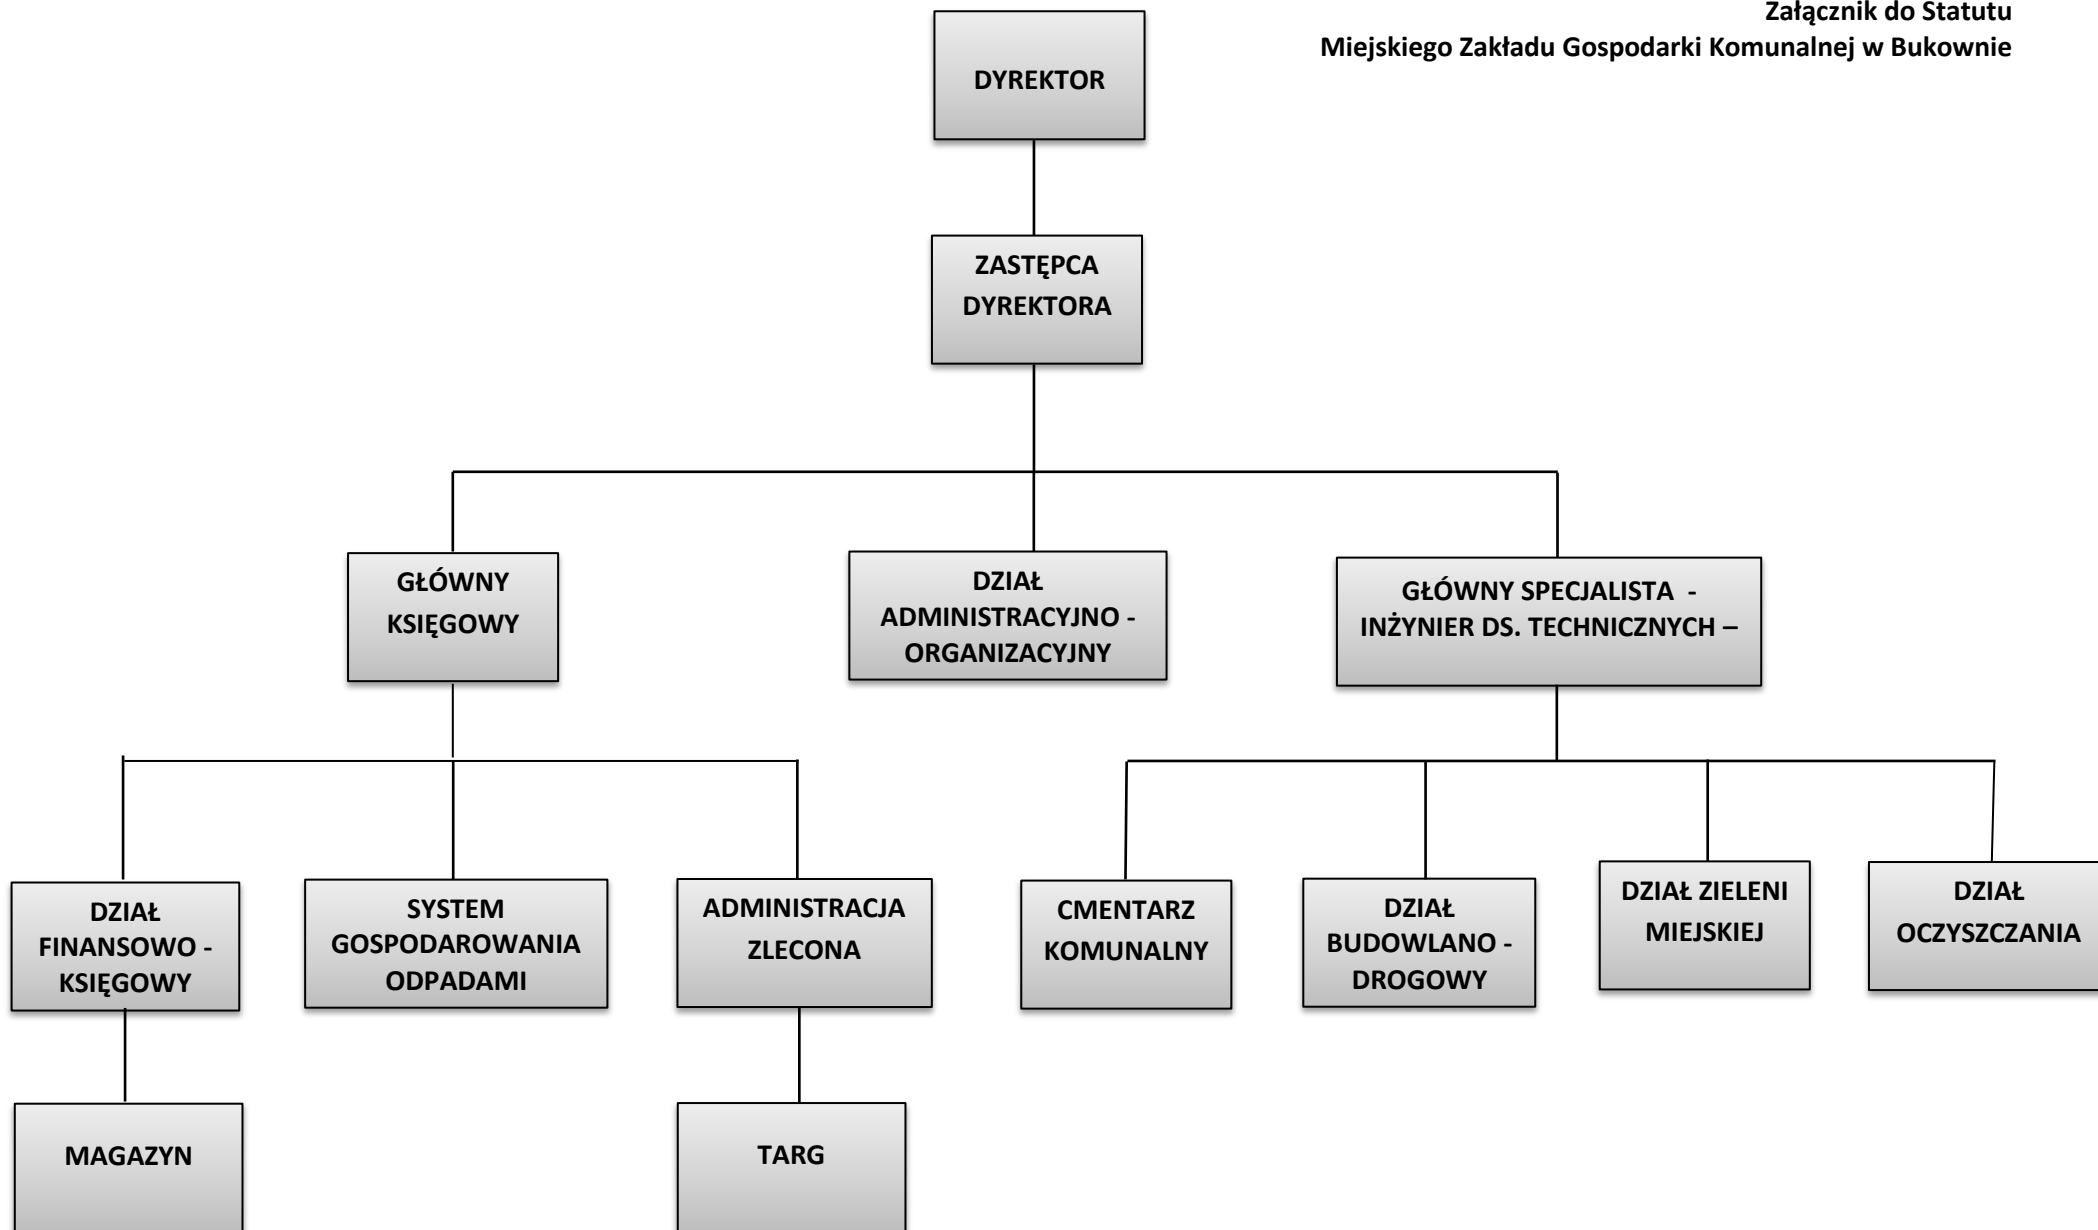 Załącznik do Statutu
Miejskiego Zakładu Gospodarki Komunalnej w Bukownie
DYREKTOR
ZASTĘPCA
DYREKTORA
GŁÓWNY
KSIĘGOWY
DZIAŁ
ADMINISTRACYJNO -
ORGANIZACYJNY
GŁÓWNY SPECJALISTA  -
INŻYNIER DS. TECHNICZNYCH –
DZIAŁ
FINANSOWO -
KSIĘGOWY
SYSTEM
GOSPODAROWANIA
ODPADAMI
ADMINISTRACJA
ZLECONA
CMENTARZ
KOMUNALNY
DZIAŁ
BUDOWLANO -
DROGOWY
DZIAŁ ZIELENI
MIEJSKIEJ
DZIAŁ
OCZYSZCZANIA
MAGAZYN
TARG